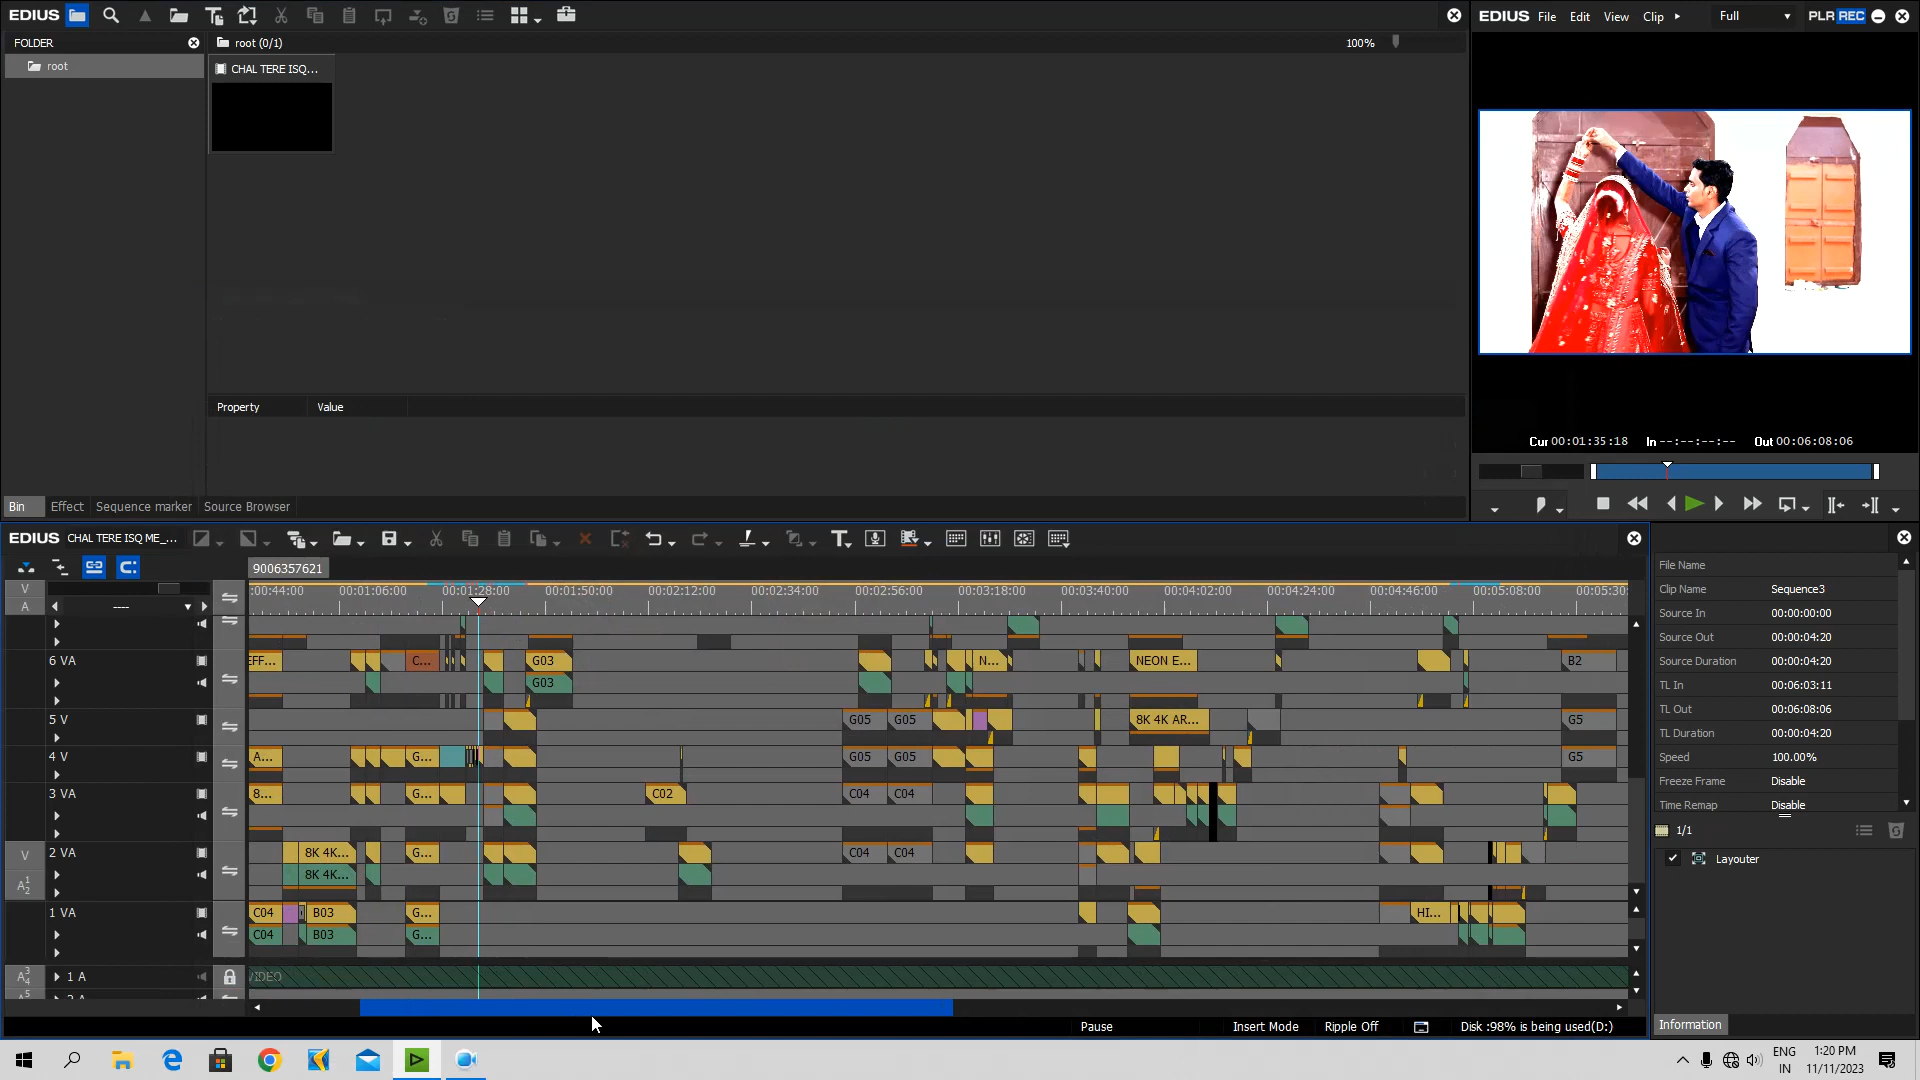 EDIUS
EDIUS File Edit View Clip Full PLR REC
FOLDER
root (0/1)
100%
root
CHAL TERE ISQ...
Property Value
Cur 00:01:35:18 In --:--:--:-- Out 00:06:08:06
Bin Effect Sequence marker Source Browser
EDIUS CHAL TERE ISQ ME_...
9006357621
V
A
----
:00:44:00 00:01:06:00 00:01:28:00 00:01:50:00 00:02:12:00 00:02:34:00 00:02:56:00 00:03:18:00 00:03:40:00 00:04:02:00 00:04:24:00 00:04:46:00 00:05:08:00 00:05:30:
6 VA EFF... C... G03 N... NEON E... B2
G03
5 V G05 G05 8K 4K AR... G5
4 V A... G... G05 G05 G5
3 VA 8... G... C02 C04 C04
V 2 VA 8K 4K... G... C04 C04
A12 8K 4K...
1 VA C04 B03 G... HI...
C04 B03 G...
A34 1 A VIDEO
File Name
Clip Name Sequence3
Source In 00:00:00:00
Source Out 00:00:04:20
Source Duration 00:00:04:20
TL In 00:06:03:11
TL Out 00:06:08:06
TL Duration 00:00:04:20
Speed 100.00%
Freeze Frame Disable
Time Remap Disable
1/1
Layouter
Information
Pause Insert Mode Ripple Off Disk :98% is being used(D:)
ENG
IN
1:20 PM
11/11/2023